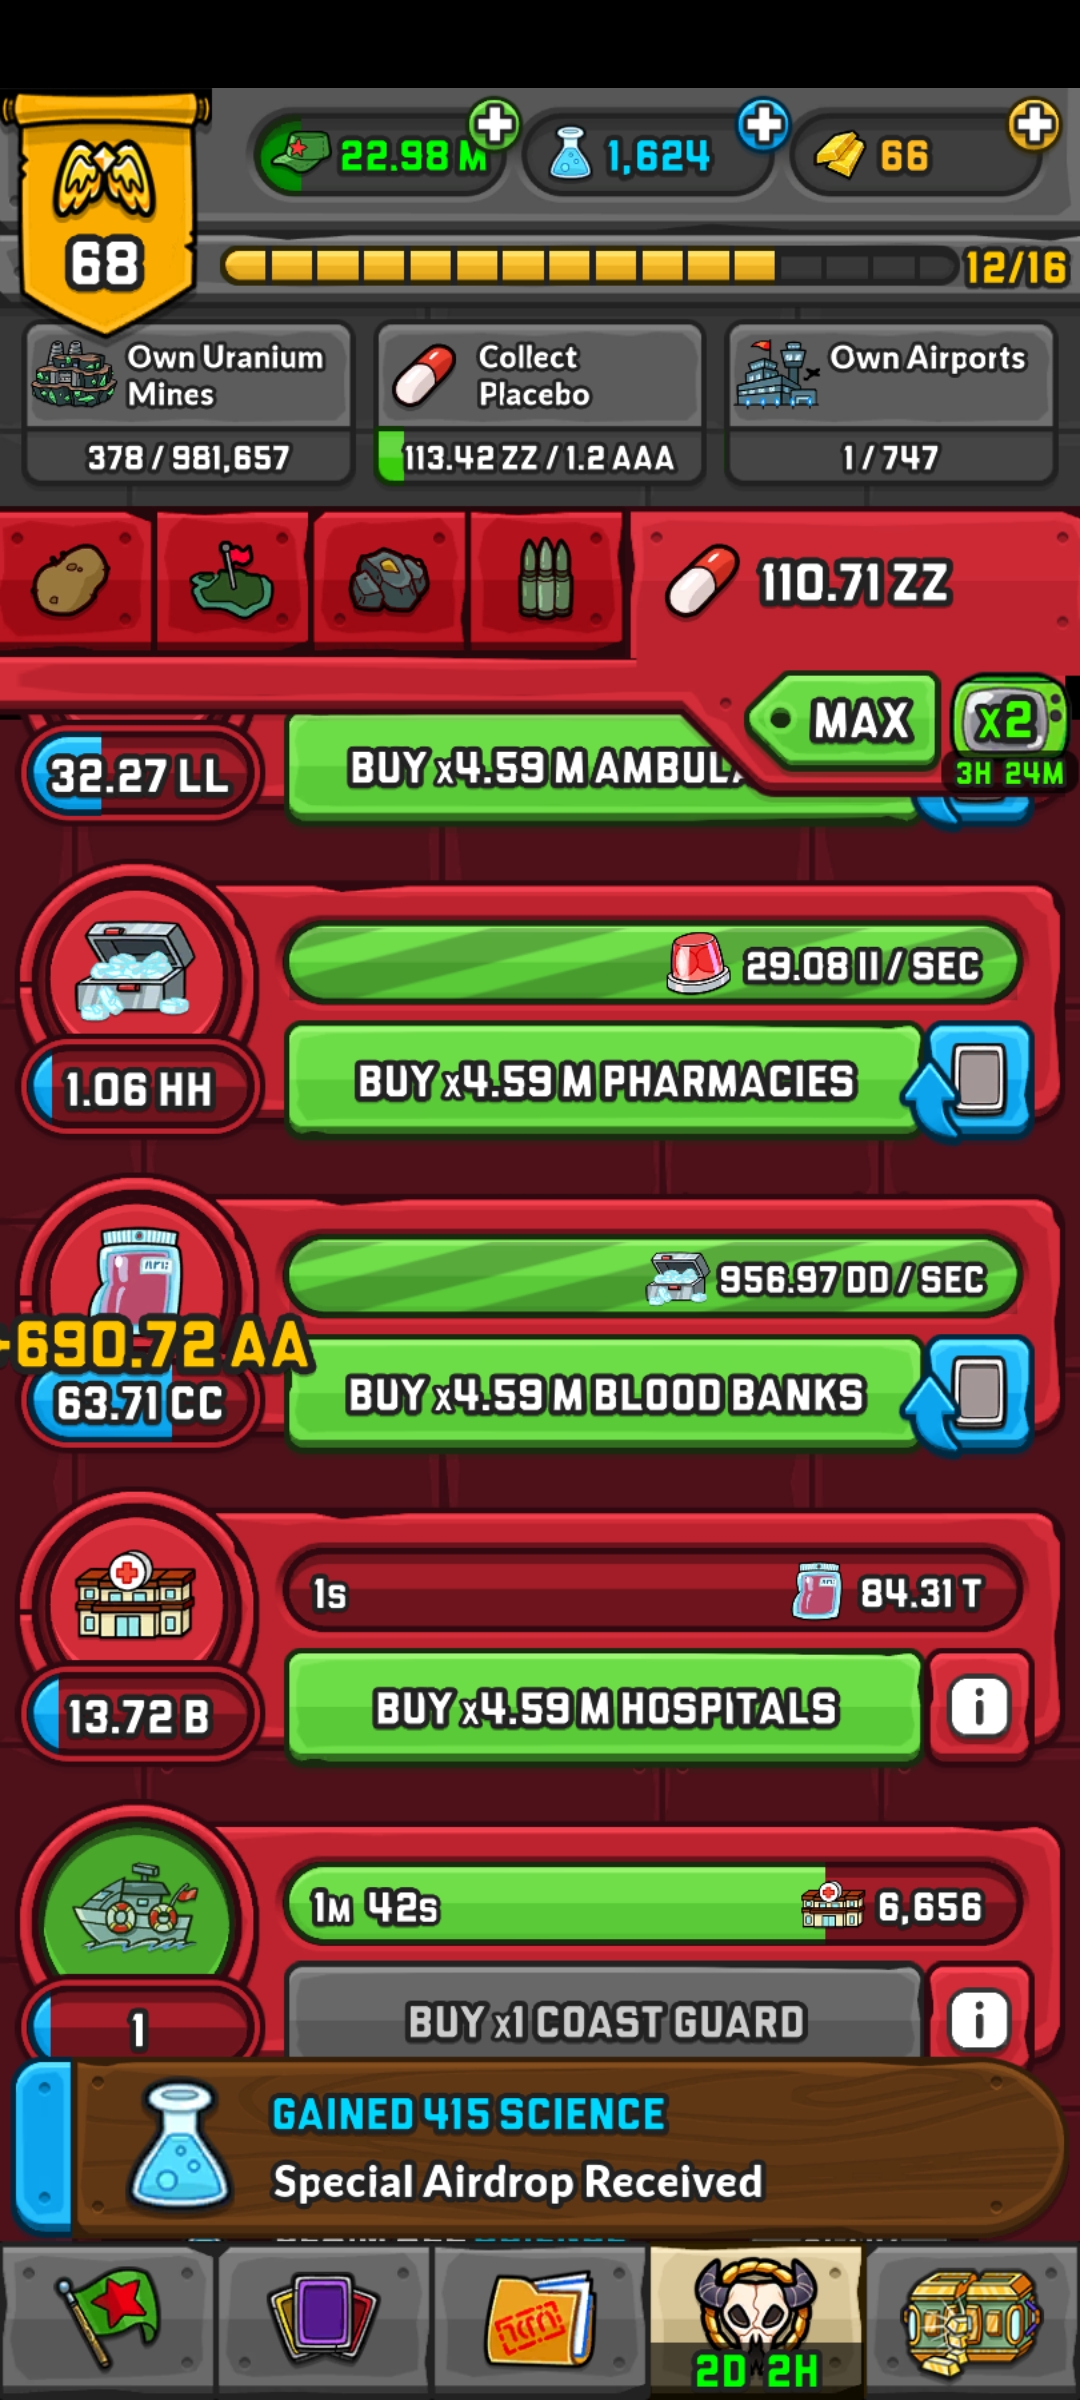 22.98 M
1,624
66
68
12/16
Own Uranium
Mines
378 / 981,657
Collect
Placebo
113.42 ZZ / 1.2 AAA
Own Airports
1 / 747
110.71 ZZ
MAX
x2
3H 24M
32.27 LL
BUY x4.59 M AMBULA
29.08 II / SEC
1.06 HH
BUY x4.59 M PHARMACIES
956.97 DD / SEC
690.72 AA
63.71 CC
BUY x4.59 M BLOOD BANKS
1s
84.31 T
13.72 B
BUY x4.59 M HOSPITALS
i
1M 42s
6,656
1
BUY x1 COAST GUARD
i
GAINED 415 SCIENCE
Special Airdrop Received
2D 2H